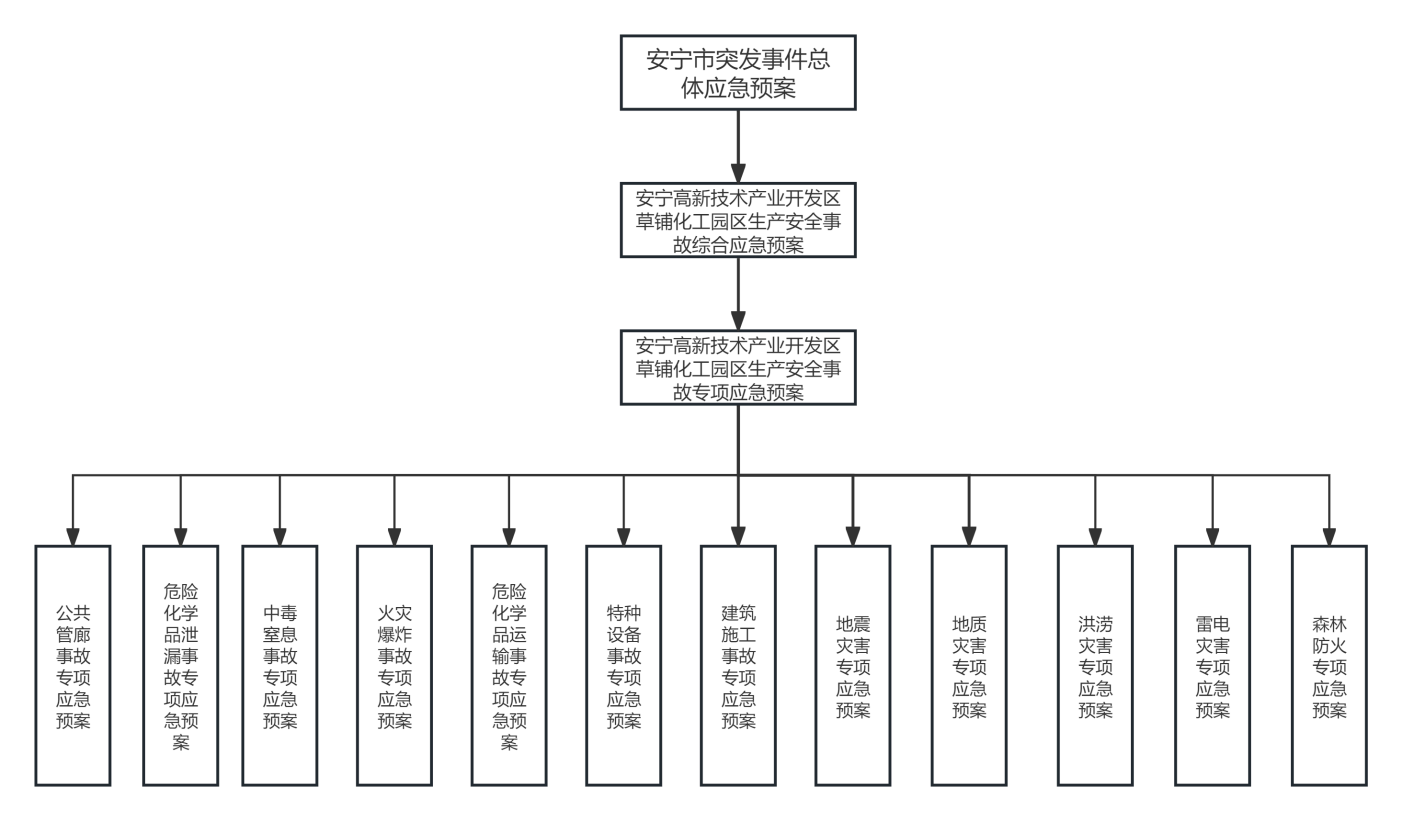 安宁市突发事件总
体应急预案
安宁高新技术产业开发区
草铺化工园区生产安全事
故综合应急预案
安宁高新技术产业开发区
草铺化工园区生产安全事
故专项应急预案
公共
管廊
事故
专项
应急
预案
危险
化学
品泄
漏事
故专
项应
急预
案
中毒
窒息
事故
专项
应急
预案
火灾
爆炸
事故
专项
应急
预案
危险
化学
品运
输事
故专
项应
急预
案
特种
设备
事故
专项
应急
预案
建筑
施工
事故
专项
应急
预案
地震
灾害
专项
应急
预案
地质
灾害
专项
应急
预案
洪涝
灾害
专项
应急
预案
雷电
灾害
专项
应急
预案
森林
防火
专项
应急
预案